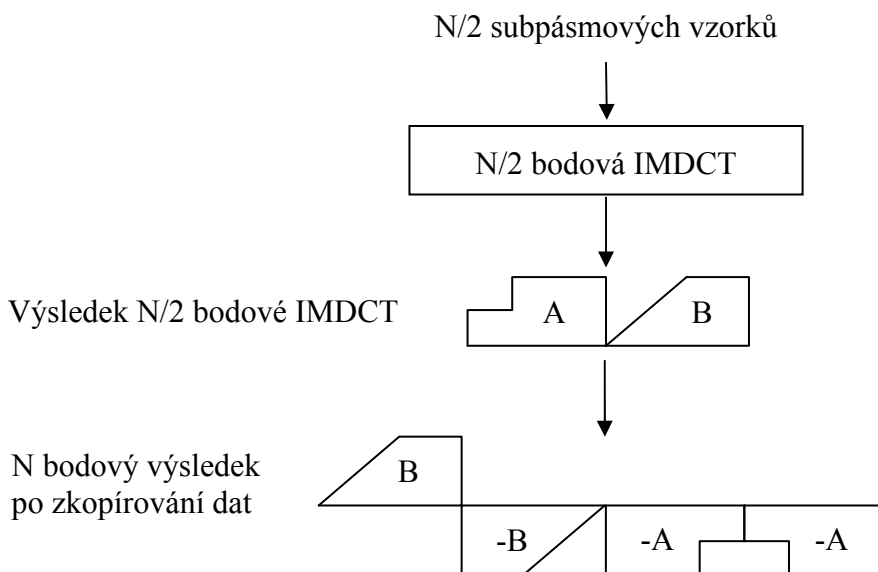 N/2 subpásmových vzorků
N/2 bodová IMDCT
Výsledek N/2 bodové IMDCT
A
B
N bodový výsledek
po zkopírování dat
B
-B
-A
-A